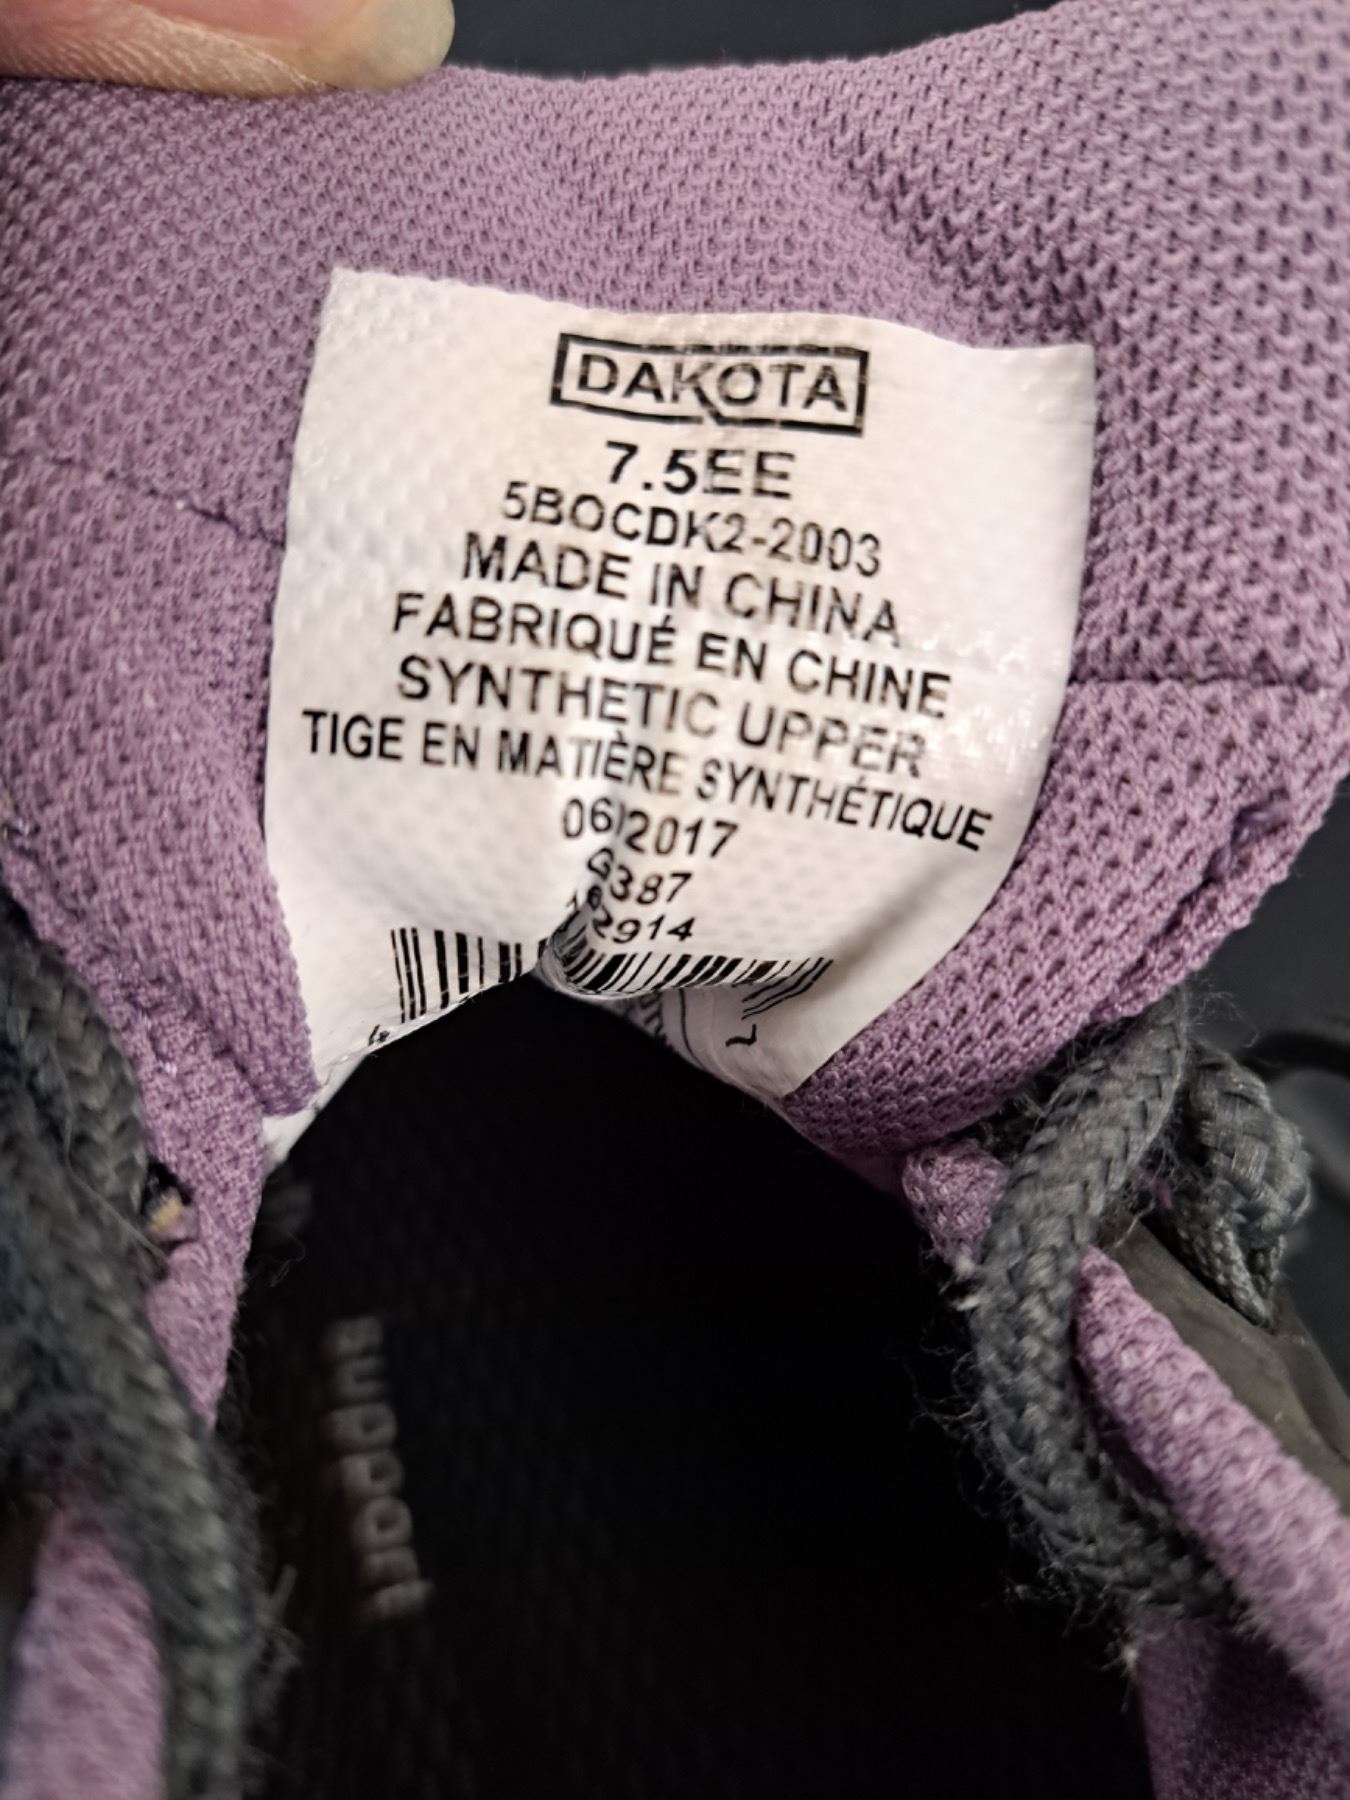 DAKOTA
7.5EE
5BOCDK2-2003
MADE IN CHINA
FABRIQUÉ EN CHINE
SYNTHETIC UPPER
TIGE EN MATIÈRE SYNTHÉTIQUE
06/2017
G387